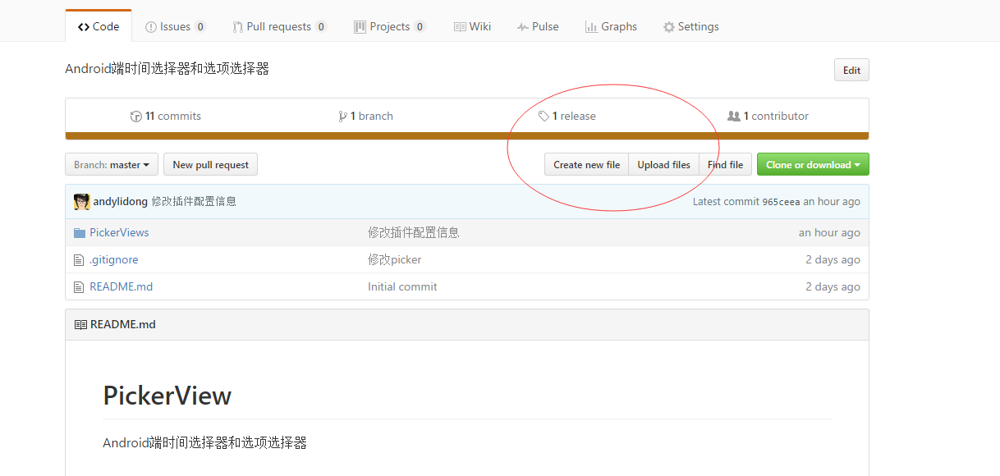 Code Issues 0 Pull requests 0 Projects 0 Wiki Pulse Graphs Settings
Android端时间选择器和选项选择器 Edit
11 commits 1 branch 1 release 1 contributor
Branch: master New pull request Create new file Upload files Find file Clone or download
andylidong 修改插件配置信息 Latest commit 965ceea an hour ago
PickerViews 修改插件配置信息 an hour ago
.gitignore 修改picker 2 days ago
README.md Initial commit 2 days ago
README.md
PickerView
Android端时间选择器和选项选择器